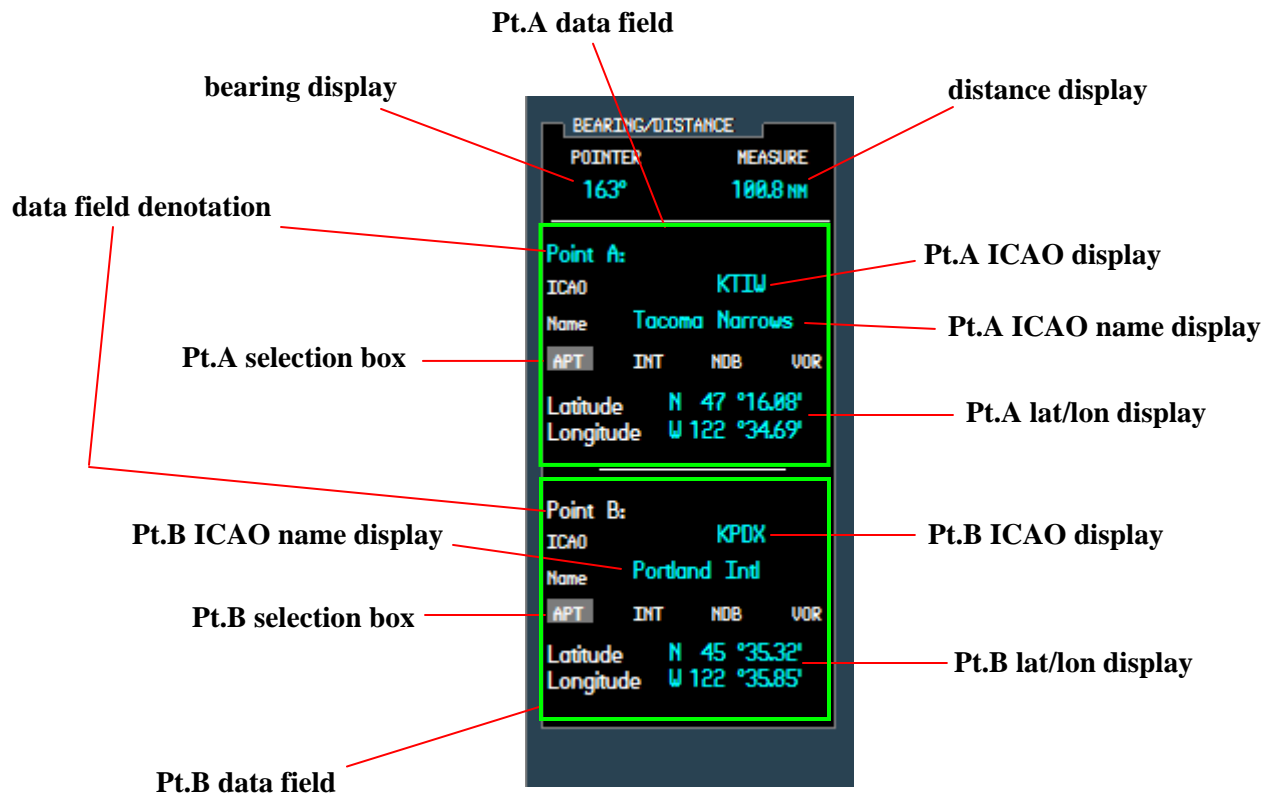 Pt.A data field
bearing display
distance display
BEARING/DISTANCE
POINTER MEASURE
163° 100.8 NM
data field denotation
Point A:
Pt.A ICAO display
ICAO KTIW
Name Tacoma Narrows
Pt.A ICAO name display
Pt.A selection box
APT INT NDB VOR
Latitude N 47 °16.08'
Pt.A lat/lon display
Longitude W 122 °34.69'
Point B:
Pt.B ICAO name display
ICAO KPDX
Pt.B ICAO display
Name Portland Intl
Pt.B selection box
APT INT NDB VOR
Latitude N 45 °35.32'
Pt.B lat/lon display
Longitude W 122 °35.85'
Pt.B data field